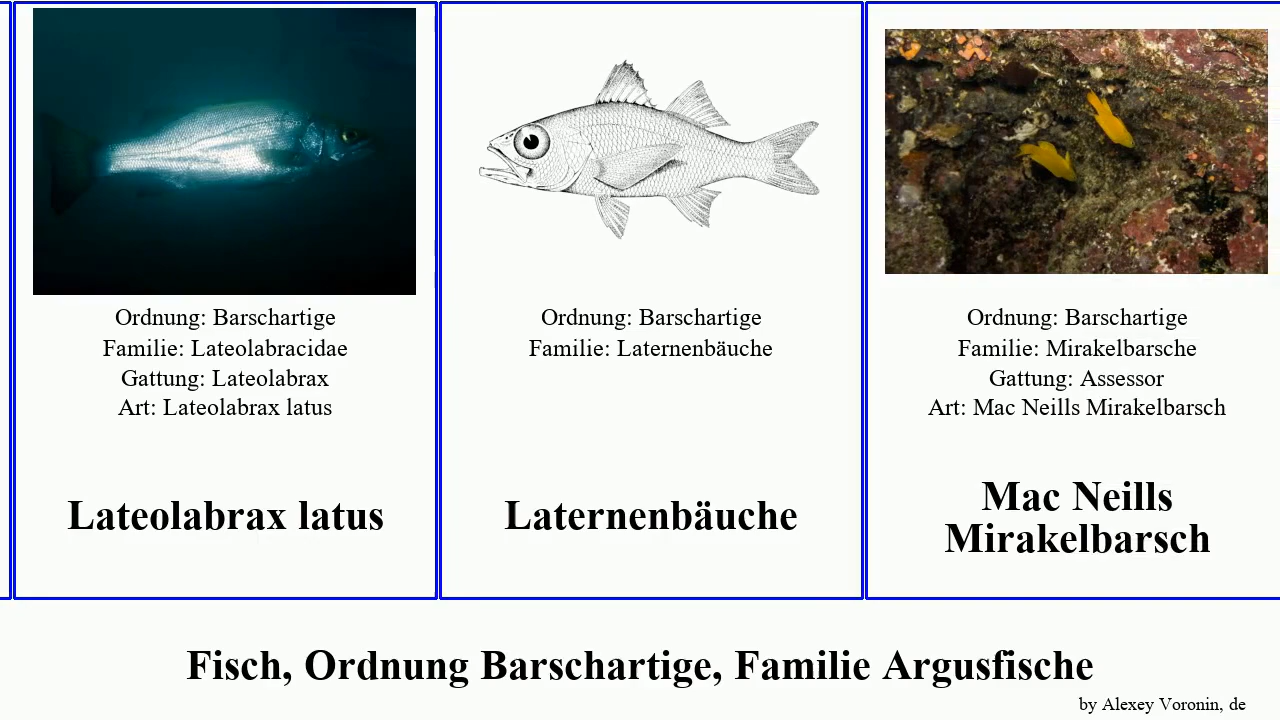 Ordnung: Barschartige
Familie: Lateolabracidae
Gattung: Lateolabrax
Art: Lateolabrax latus
Lateolabrax latus
Ordnung: Barschartige
Familie: Laternenbäuche
Laternenbäuche
Ordnung: Barschartige
Familie: Mirakelbarsche
Gattung: Assessor
Art: Mac Neills Mirakelbarsch
Mac Neills
Mirakelbarsch
Fisch, Ordnung Barschartige, Familie Argusfische
by Alexey Voronin, de